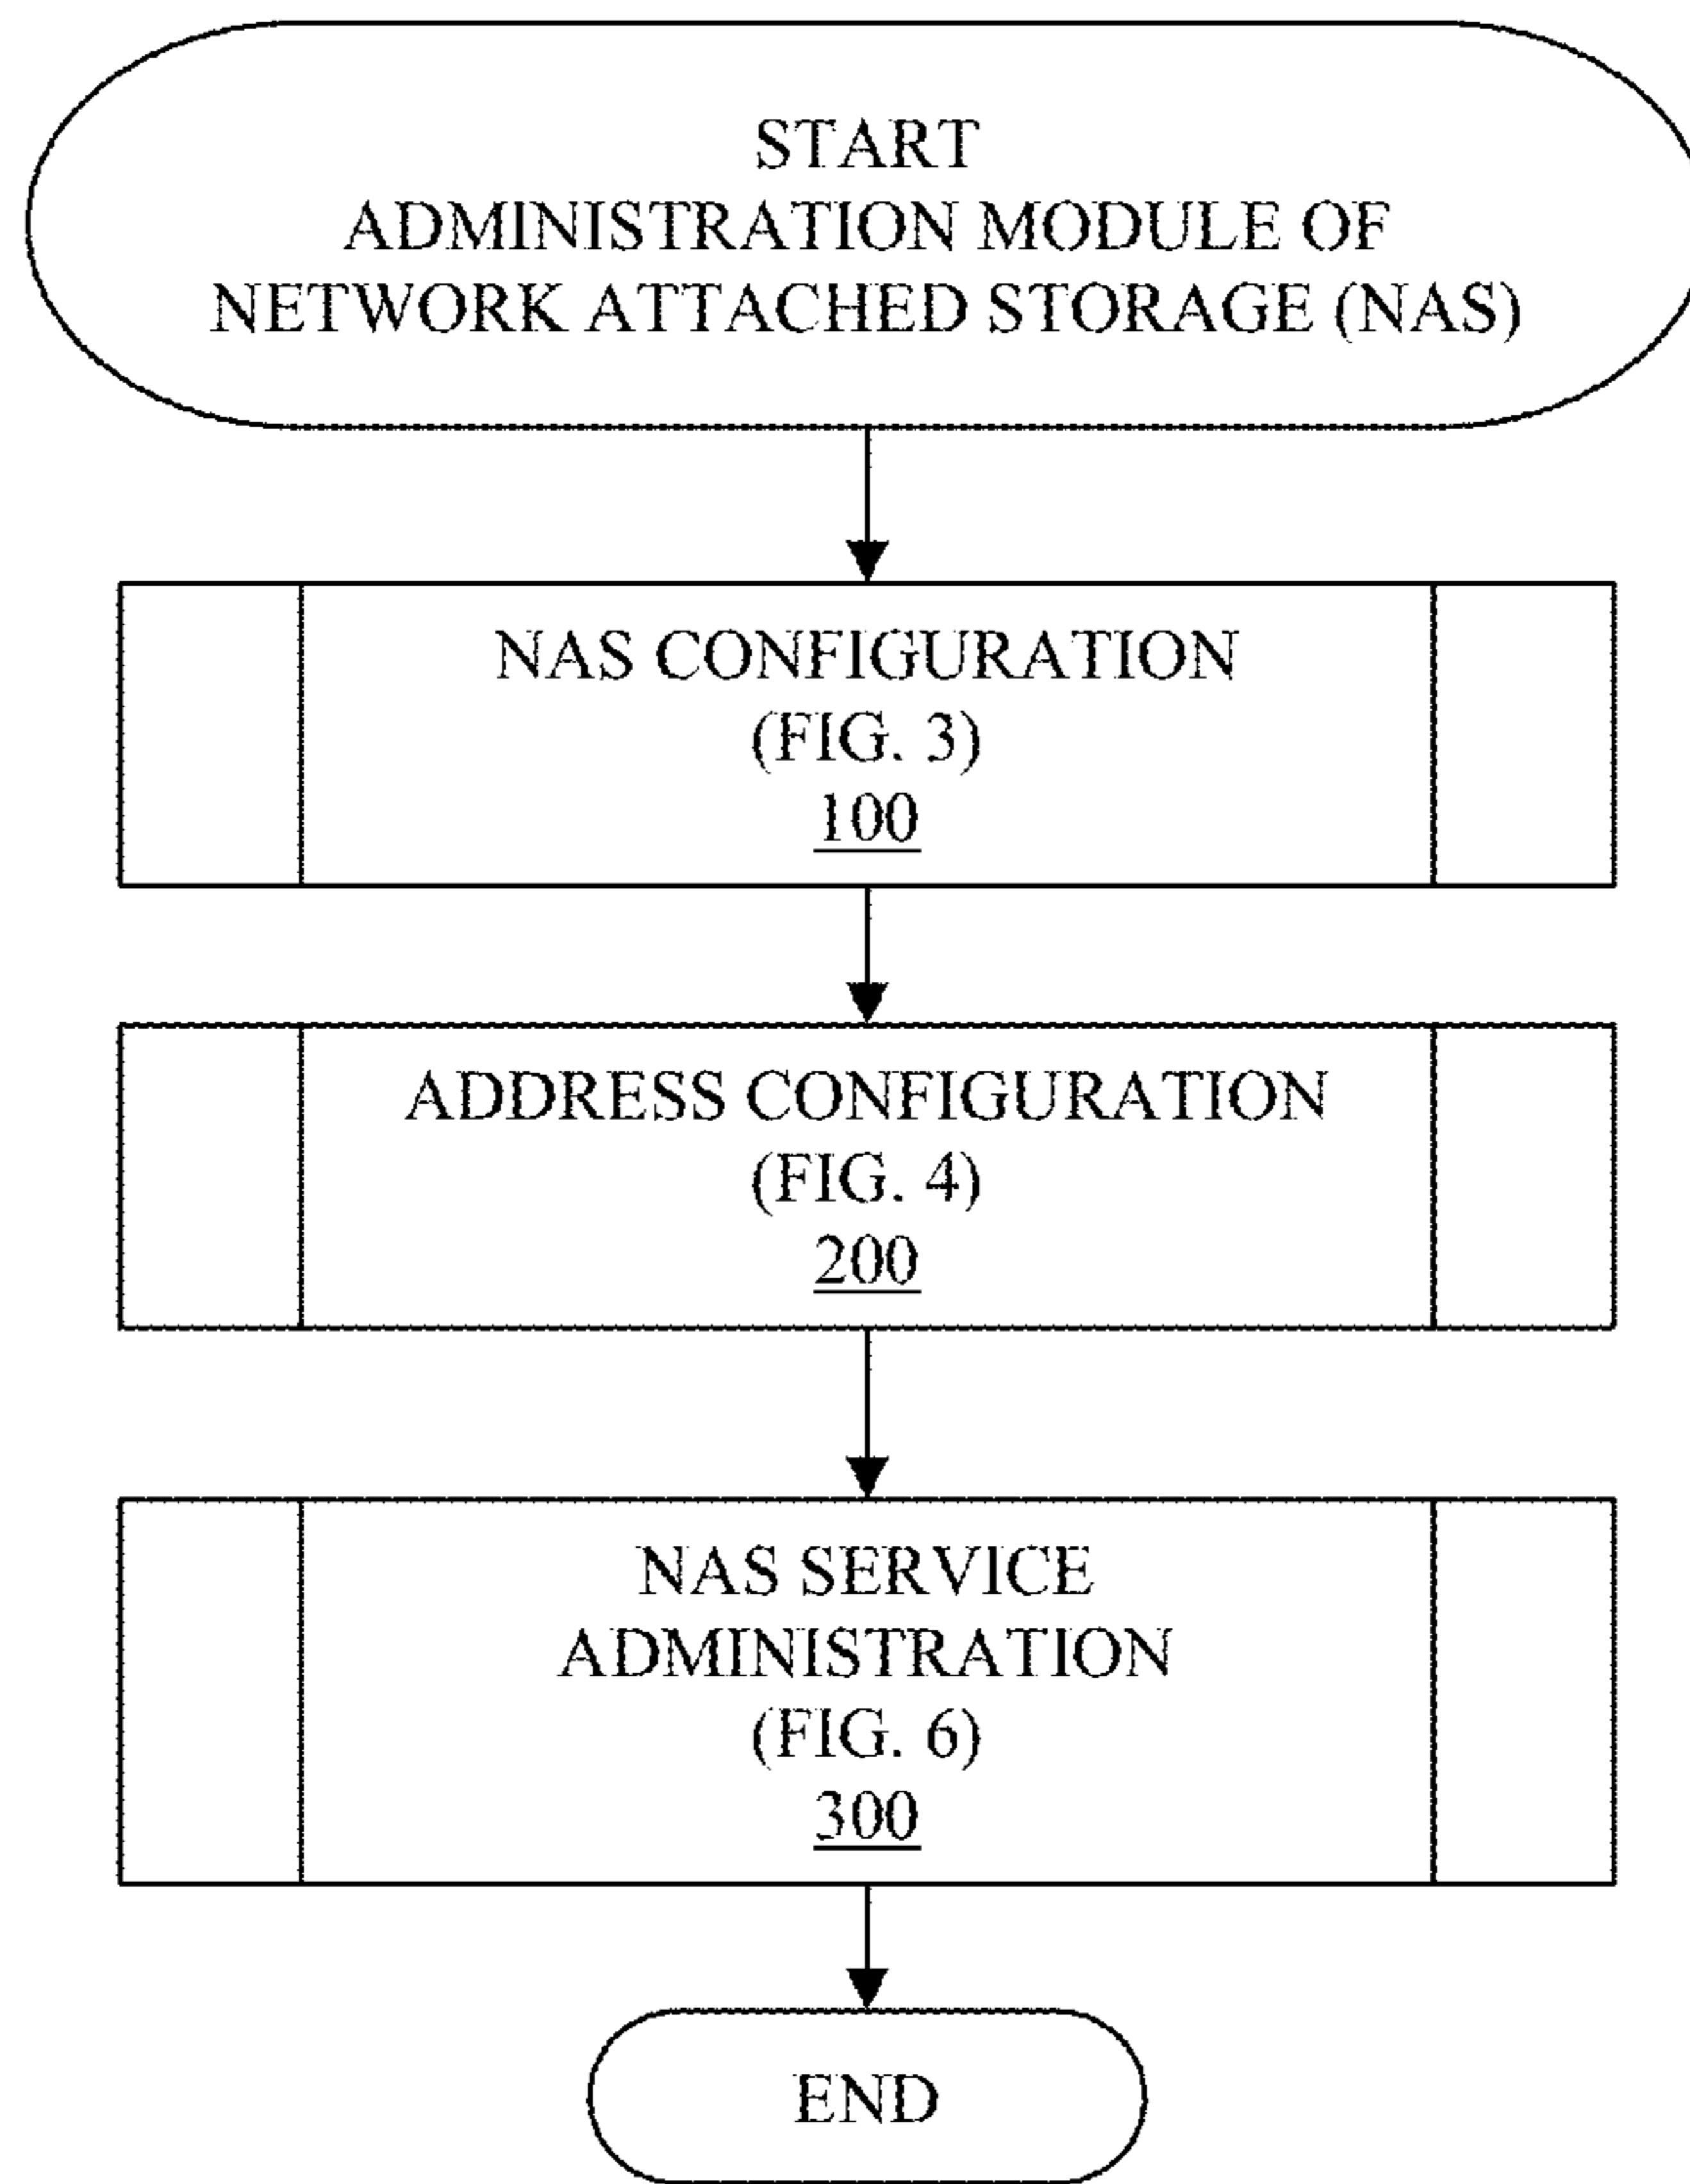 START
ADMINISTRATION MODULE OF
NETWORK ATTACHED STORAGE (NAS)
NAS CONFIGURATION
(FIG. 3)
100
ADDRESS CONFIGURATION
(FIG. 4)
200
NAS SERVICE
ADMINISTRATION
(FIG. 6)
300
END